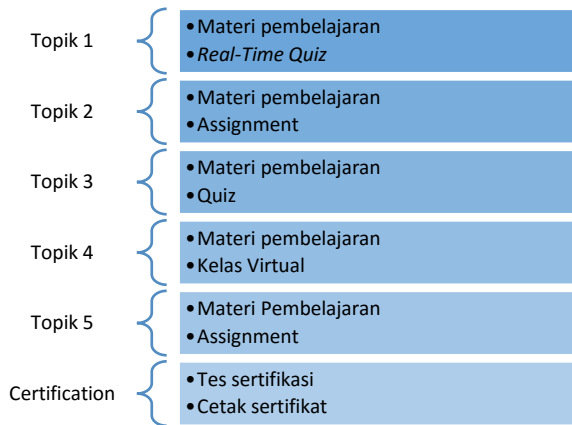 Topik 1
•Materi pembelajaran
•Real-Time Quiz
Topik 2
•Materi pembelajaran
•Assignment
Topik 3
•Materi pembelajaran
•Quiz
Topik 4
•Materi pembelajaran
•Kelas Virtual
Topik 5
•Materi Pembelajaran
•Assignment
Certification
•Tes sertifikasi
•Cetak sertifikat